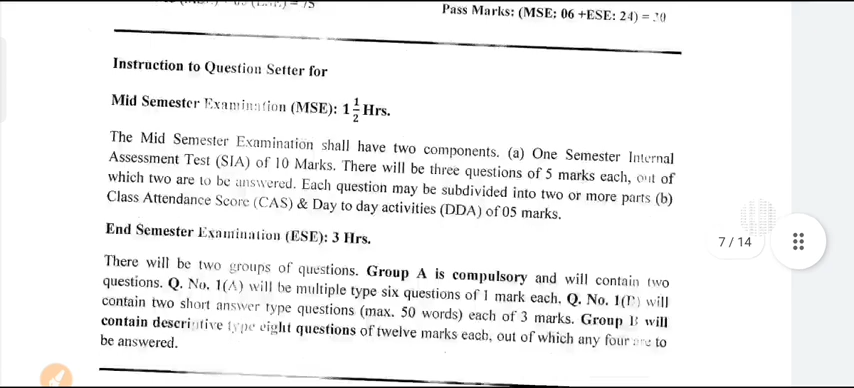 Pass Marks: (MSE: 06 +ESE: 24) = 30
Instruction to Question Setter for
Mid Semester Examination (MSE): 1 1/2 Hrs.
The Mid Semester Examination shall have two components. (a) One Semester Internal
Assessment Test (SIA) of 10 Marks. There will be three questions of 5 marks each, out of
which two are to be answered. Each question may be subdivided into two or more parts (b)
Class Attendance Score (CAS) & Day to day activities (DDA) of 05 marks.
7 / 14
End Semester Examination (ESE): 3 Hrs.
There will be two groups of questions. Group A is compulsory and will contain two
questions. Q. No. 1(A) will be multiple type six questions of 1 mark each. Q. No. 1(B) will
contain two short answer type questions (max. 50 words) each of 3 marks. Group B will
contain descriptive type eight questions of twelve marks each, out of which any four are to
be answered.